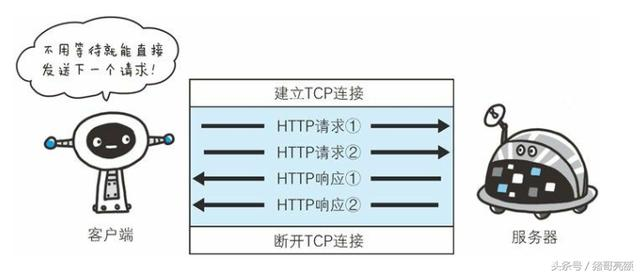 不用等待就能直接
发送下一个请求!
建立TCP连接
HTTP请求①
HTTP请求②
HTTP响应①
HTTP响应②
断开TCP连接
客户端
服务器
头条号/猪哥亮源